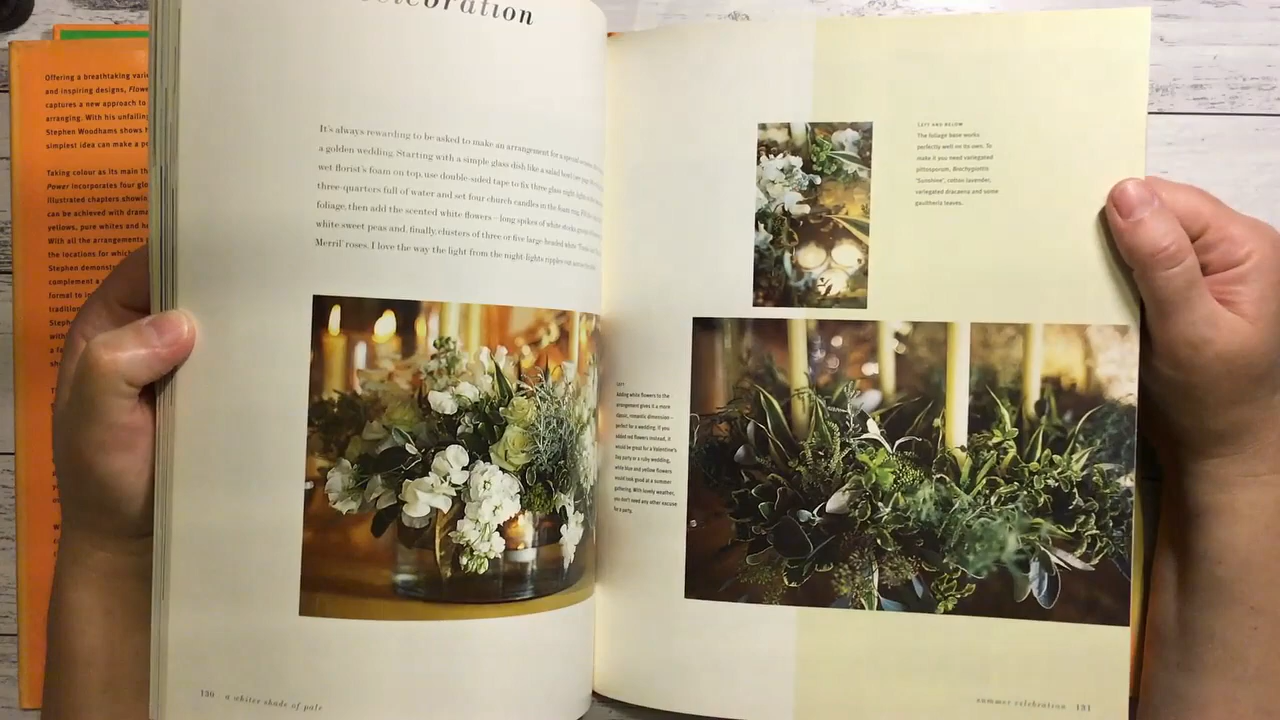 Offering a breathtaking
and inspiring designs,
captures a new approach to
arranging. With his
Stephen Woodhams shows
simplest idea can make a
Taking colour as its main
Power incorporates four
illustrated chapters
can be achieved with
yellows, pure whites and
With all the arrangements
the locations for which
Stephen
complement a
formal to
celebration
It's always rewarding to be asked to make an arrangement for a special
a golden wedding. Starting with a simple glass dish like a salad bowl
wet florist's foam on top, use double-sided tape to fix three glass night-lights
three-quarters full of water and set four church candles in the foam ring.
foliage, then add the scented white flowers – long spikes of white stocks,
white sweet peas and, finally, clusters of three or five large headed white
Merril' roses. I love the way the light from the night-lights ripples out
130 a whiter shade of pale
LEFT AND BELOW
The foliage base works
perfectly well on its own. To
make it you need variegated
pittosporum, Brachyglottis
'Sunshine', cotton lavender,
variegated dracaena and some
gaultheria leaves.
LEFT
Adding white flowers to the
arrangement gives it a more
classic, romantic dimension –
perfect for a wedding. If you
added red flowers instead, it
would be great for a Valentine's
Day party or a ruby wedding,
while blue and yellow flowers
would look good at a summer
gathering. With lovely weather,
you don't need any other excuse
for a party.
summer celebration 131